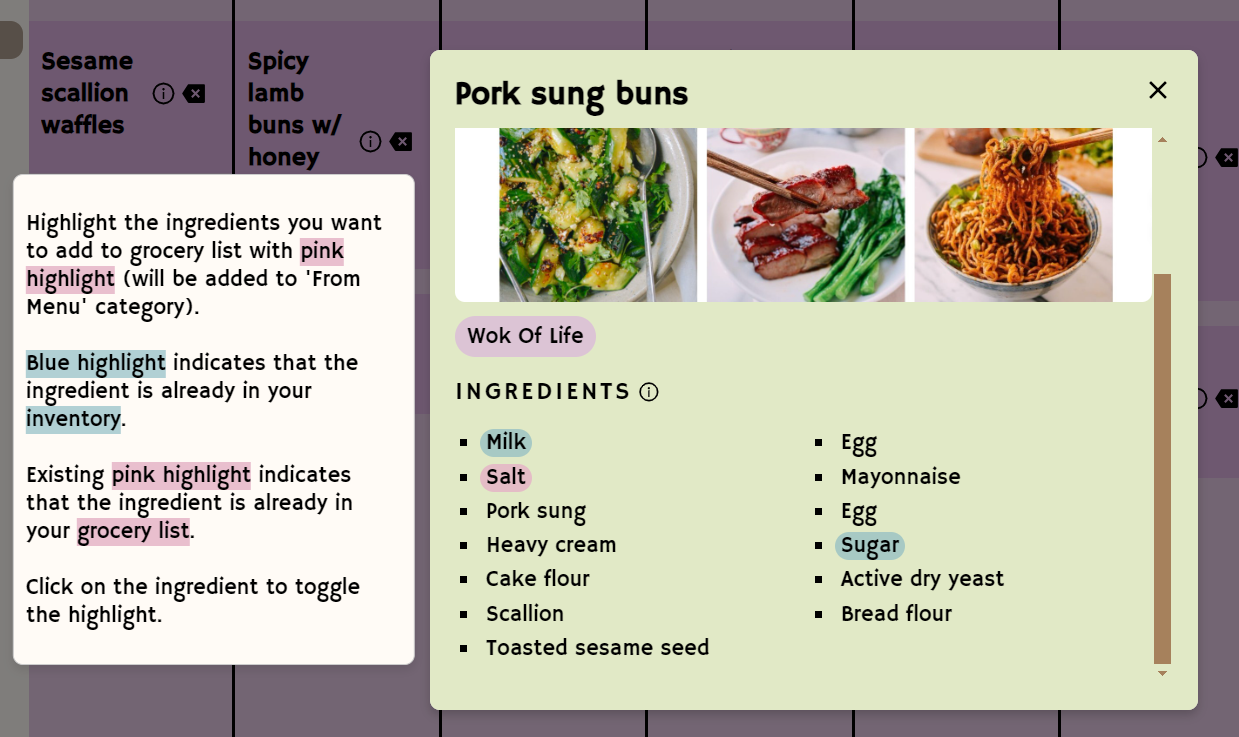 Sesame
scallion
waffles
Spicy
lamb
buns w/
honey
Highlight the ingredients you want
to add to grocery list with pink
highlight (will be added to 'From
Menu' category).
Blue highlight indicates that the
ingredient is already in your
inventory.
Existing pink highlight indicates
that the ingredient is already in
your grocery list.
Click on the ingredient to toggle
the highlight.
Pork sung buns
Wok Of Life
INGREDIENTS
Milk
Salt
Pork sung
Heavy cream
Cake flour
Scallion
Toasted sesame seed
Egg
Mayonnaise
Egg
Sugar
Active dry yeast
Bread flour